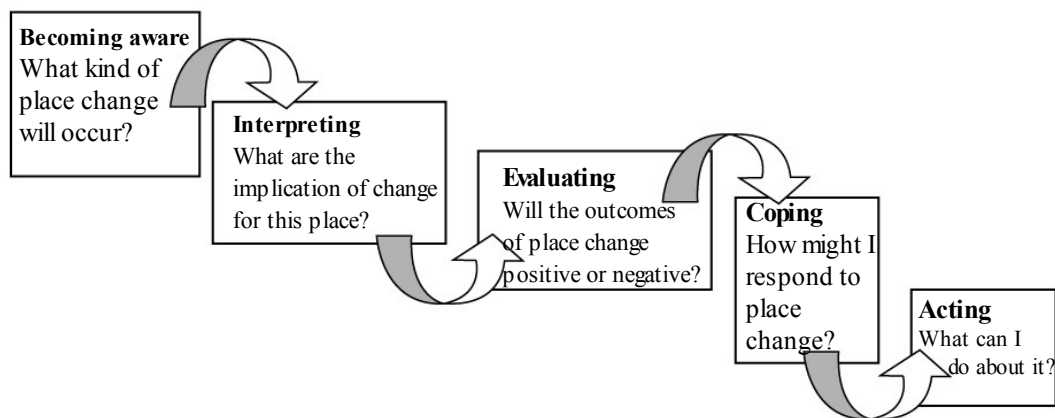 Becoming aware
What kind of
place change
will occur?
Interpreting
What are the
implication of change
for this place?
Evaluating
Will the outcomes
of place change
positive or negative?
Coping
How might I
respond to
place
change?
Acting
What can I
do about it?